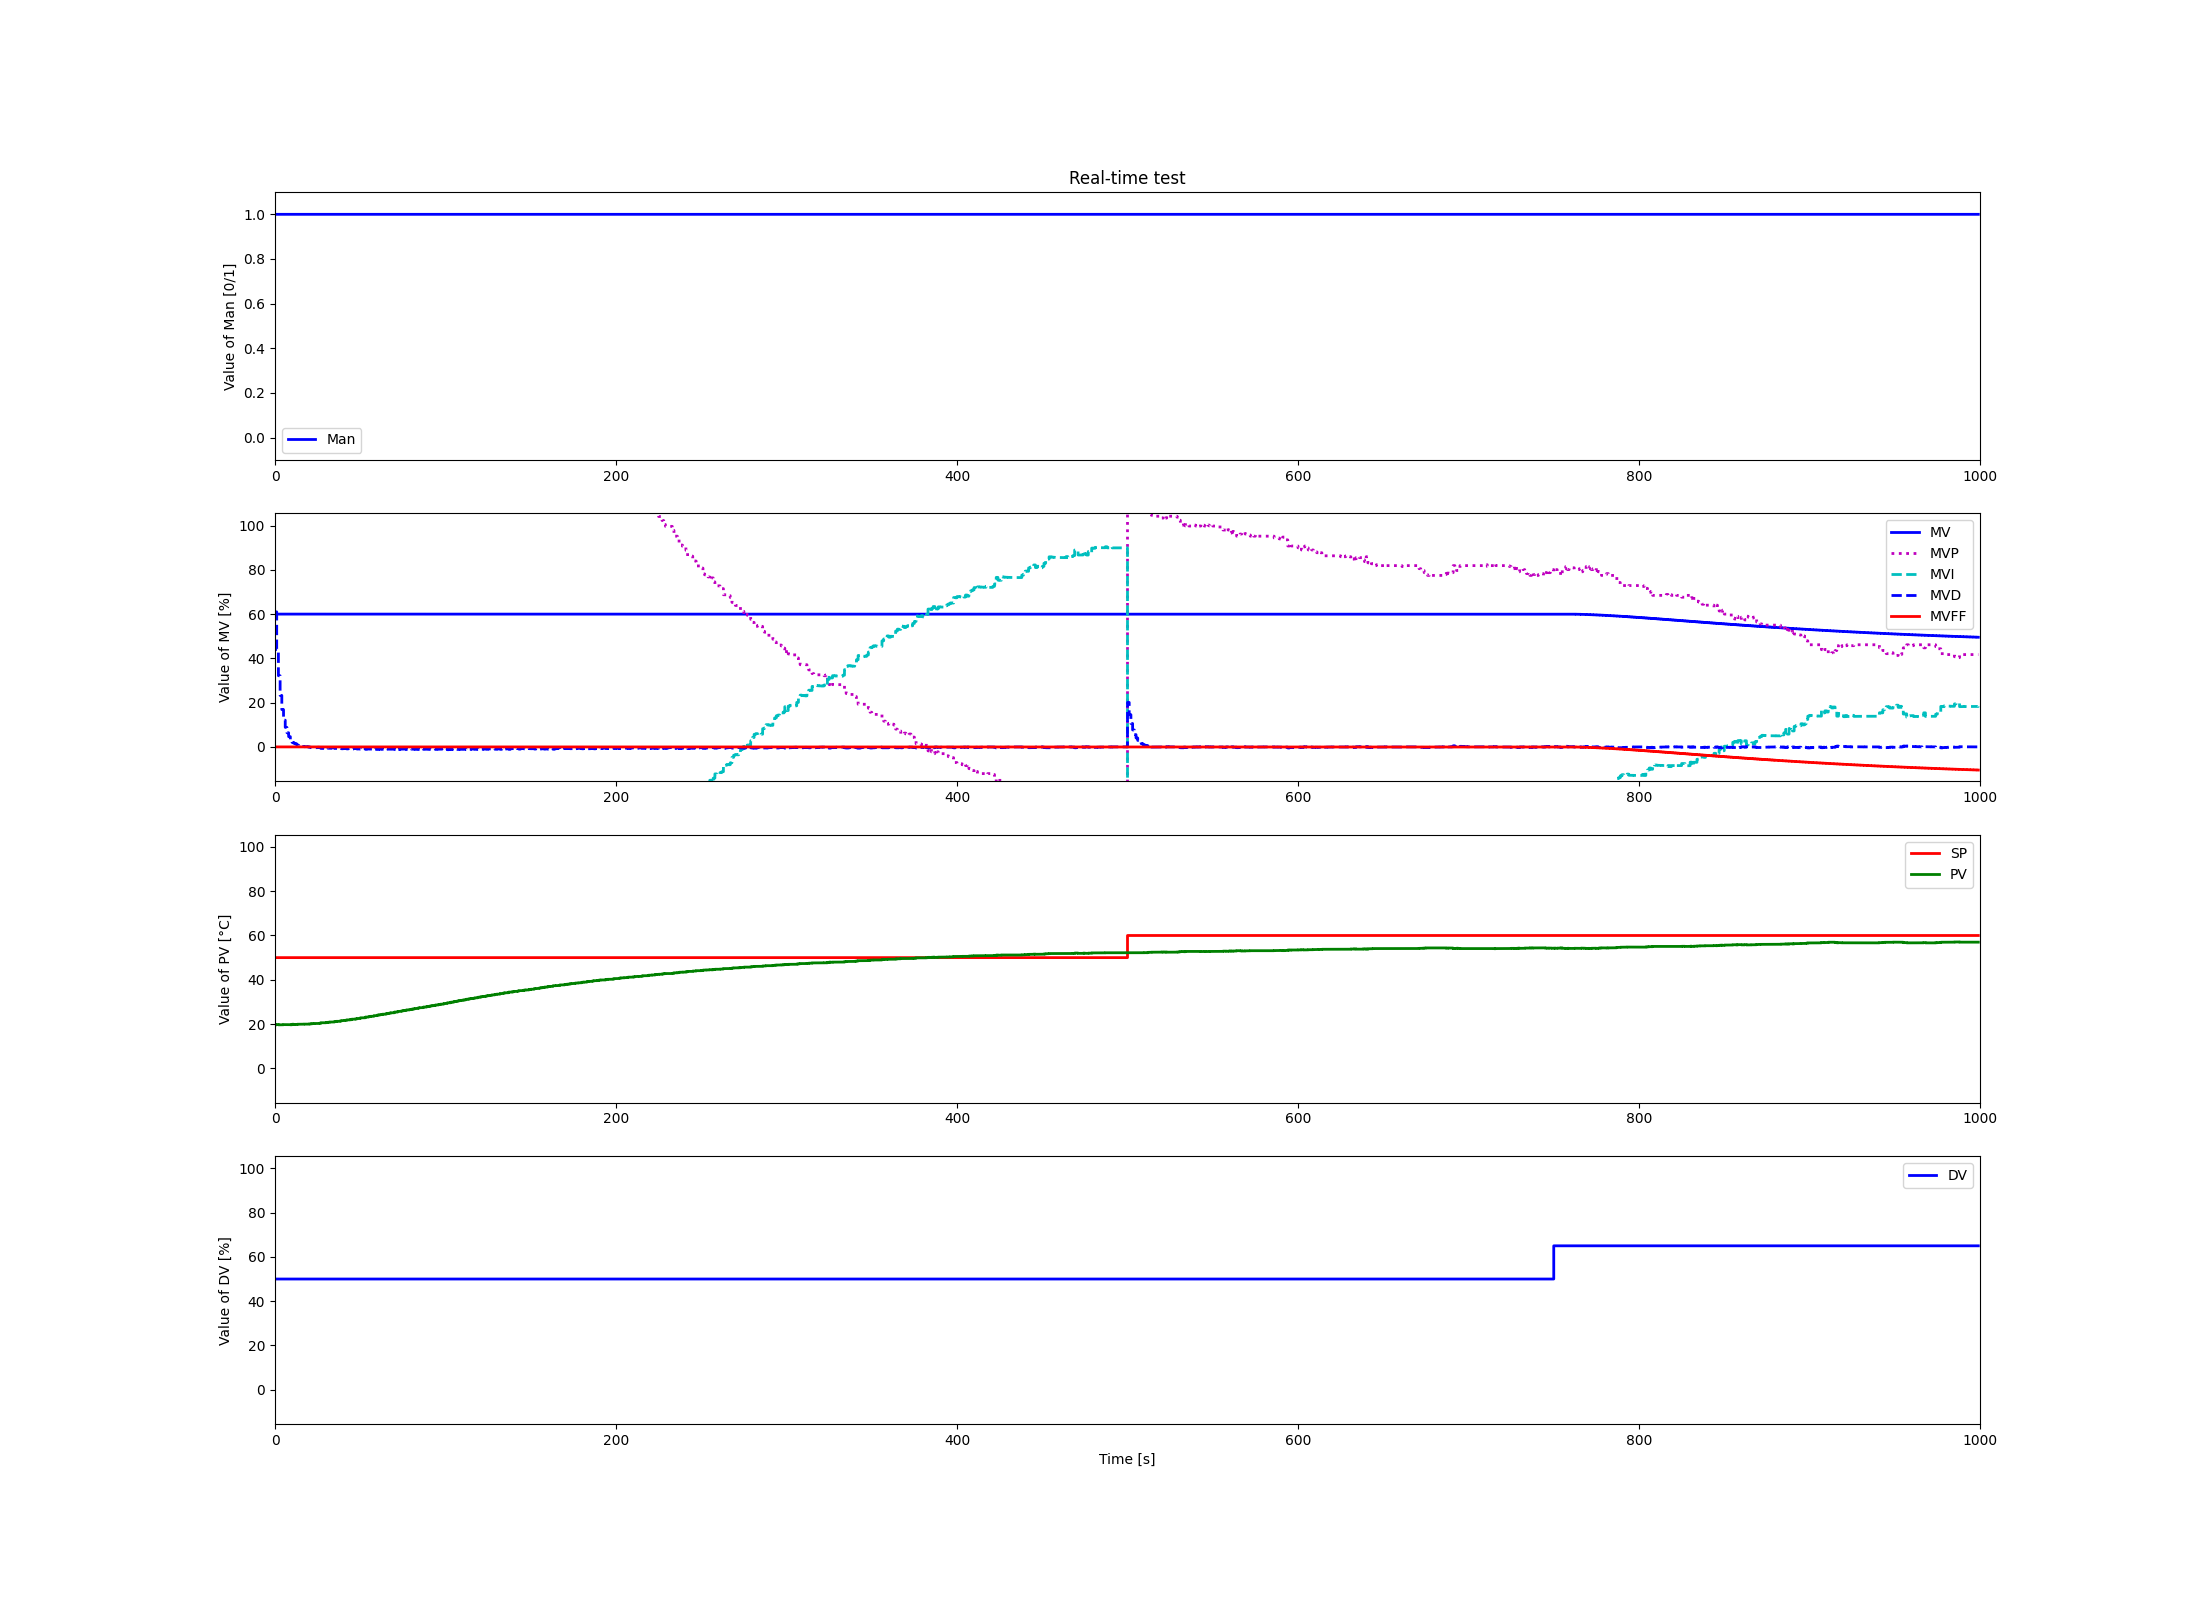 Real-time test
Value of Man [0/1]
1.0
0.8
0.6
0.4
0.2
0.0
Man
0 200 400 600 800 1000
Value of MV [%]
100
80
60
40
20
0
MV
MVP
MVI
MVD
MVFF
0 200 400 600 800 1000
Value of PV [°C]
100
80
60
40
20
0
SP
PV
0 200 400 600 800 1000
Value of DV [%]
100
80
60
40
20
0
DV
0 200 400 600 800 1000
Time [s]